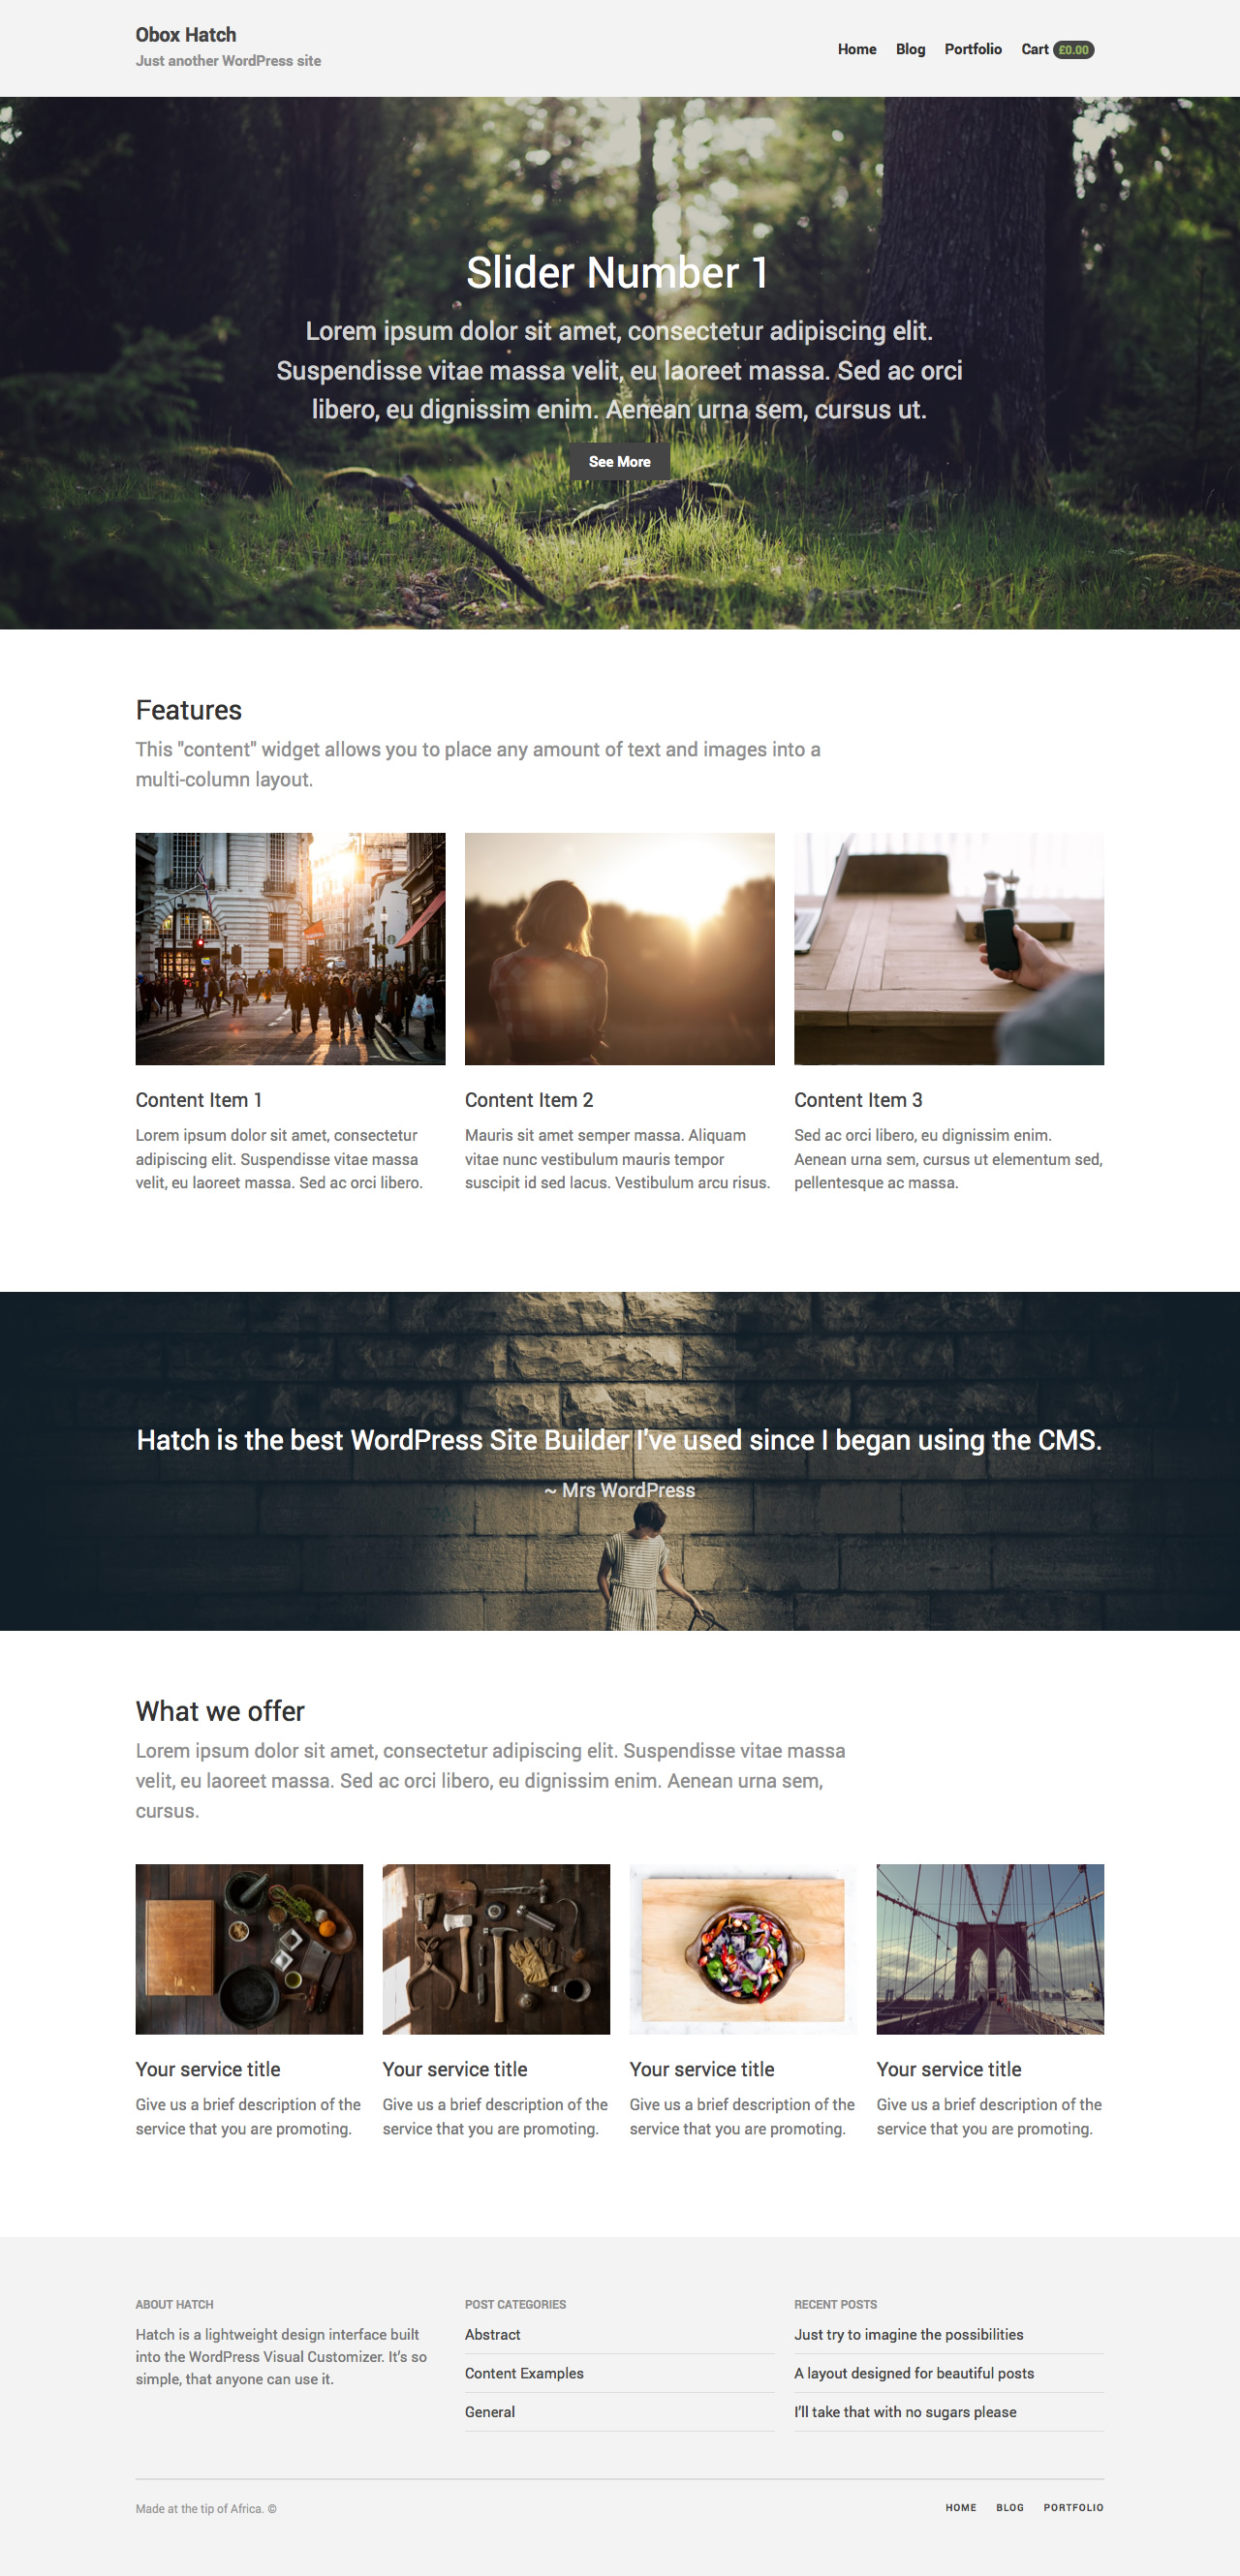 Obox Hatch
Just another WordPress site
Home Blog Portfolio Cart £0.00
Slider Number 1
Lorem ipsum dolor sit amet, consectetur adipiscing elit.
Suspendisse vitae massa velit, eu laoreet massa. Sed ac orci
libero, eu dignissim enim. Aenean urna sem, cursus ut.
See More
Features
This "content" widget allows you to place any amount of text and images into a
multi-column layout.
Content Item 1
Lorem ipsum dolor sit amet, consectetur
adipiscing elit. Suspendisse vitae massa
velit, eu laoreet massa. Sed ac orci libero.
Content Item 2
Mauris sit amet semper massa. Aliquam
vitae nunc vestibulum mauris tempor
suscipit id sed lacus. Vestibulum arcu risus.
Content Item 3
Sed ac orci libero, eu dignissim enim.
Aenean urna sem, cursus ut elementum sed,
pellentesque ac massa.
Hatch is the best WordPress Site Builder I've used since I began using the CMS.
~ Mrs WordPress
What we offer
Lorem ipsum dolor sit amet, consectetur adipiscing elit. Suspendisse vitae massa
velit, eu laoreet massa. Sed ac orci libero, eu dignissim enim. Aenean urna sem,
cursus.
Your service title
Give us a brief description of the
service that you are promoting.
Your service title
Give us a brief description of the
service that you are promoting.
Your service title
Give us a brief description of the
service that you are promoting.
Your service title
Give us a brief description of the
service that you are promoting.
ABOUT HATCH
Hatch is a lightweight design interface built
into the WordPress Visual Customizer. It's so
simple, that anyone can use it.
POST CATEGORIES
Abstract
Content Examples
General
RECENT POSTS
Just try to imagine the possibilities
A layout designed for beautiful posts
I'll take that with no sugars please
Made at the tip of Africa. ©
HOME BLOG PORTFOLIO